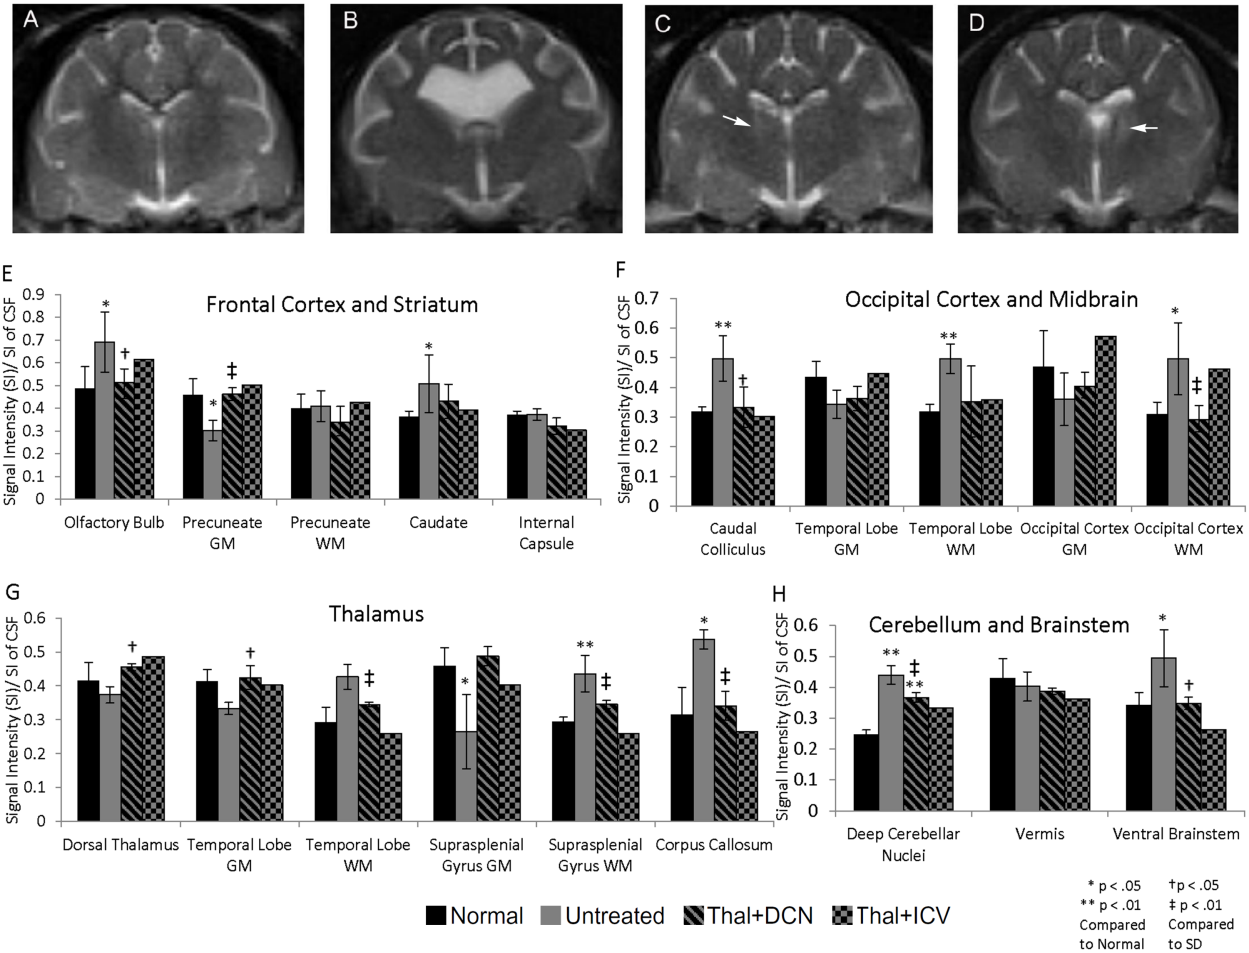 A
B
C
D
E
Frontal Cortex and Striatum
Signal Intensity (SI)/ SI of CSF
0.9
0.8
0.7
0.6
0.5
0.4
0.3
0.2
0.1
0
* † * ‡ *
Olfactory Bulb
Precuneate GM
Precuneate WM
Caudate
Internal Capsule
F
Occipital Cortex and Midbrain
Signal Intensity (SI)/ SI of CSF
0.7
0.6
0.5
0.4
0.3
0.2
0.1
0
** † ** * ‡
Caudal Colliculus
Temporal Lobe GM
Temporal Lobe WM
Occipital Cortex GM
Occipital Cortex WM
G
Thalamus
Signal Intensity (SI)/ SI of CSF
0.6
0.5
0.4
0.3
0.2
0.1
0
† † ‡ * ** ‡ * ‡
Dorsal Thalamus
Temporal Lobe GM
Temporal Lobe WM
Suprasplenial Gyrus GM
Suprasplenial Gyrus WM
Corpus Callosum
H
Cerebellum and Brainstem
Signal Intensity (SI)/ SI of CSF
0.6
0.5
0.4
0.3
0.2
0.1
0
** ‡ ** * †
Deep Cerebellar Nuclei
Vermis
Ventral Brainstem
Normal Untreated Thal+DCN Thal+ICV
* p < .05
** p < .01
Compared
to Normal
† p < .05
‡ p < .01
Compared
to SD